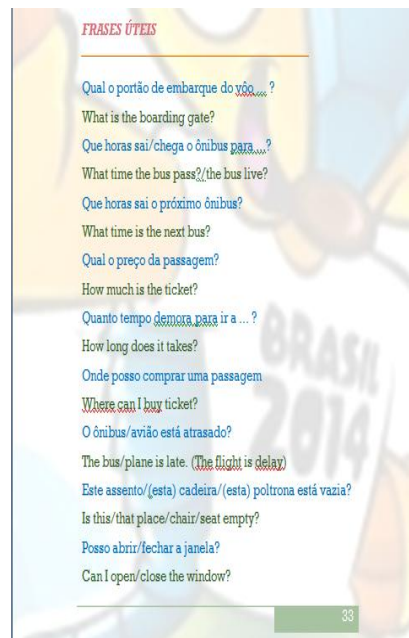 FRASES ÚTEIS
Qual o portão de embarque do vôo ... ?
What is the boarding gate?
Que horas sai/chega o ônibus para ...?
What time the bus pass?/the bus live?
Que horas sai o próximo ônibus?
What time is the next bus?
Qual o preço da passagem?
How much is the ticket?
Quanto tempo demora para ir a ... ?
How long does it takes?
Onde posso comprar uma passagem
Where can I buy ticket?
O ônibus/avião está atrasado?
The bus/plane is late. (The flight is delay)
Este assento/(esta) cadeira/(esta) poltrona está vazia?
Is this/that place/chair/seat empty?
Posso abrir/fechar a janela?
Can I open/close the window?
BRASIL
2014
33